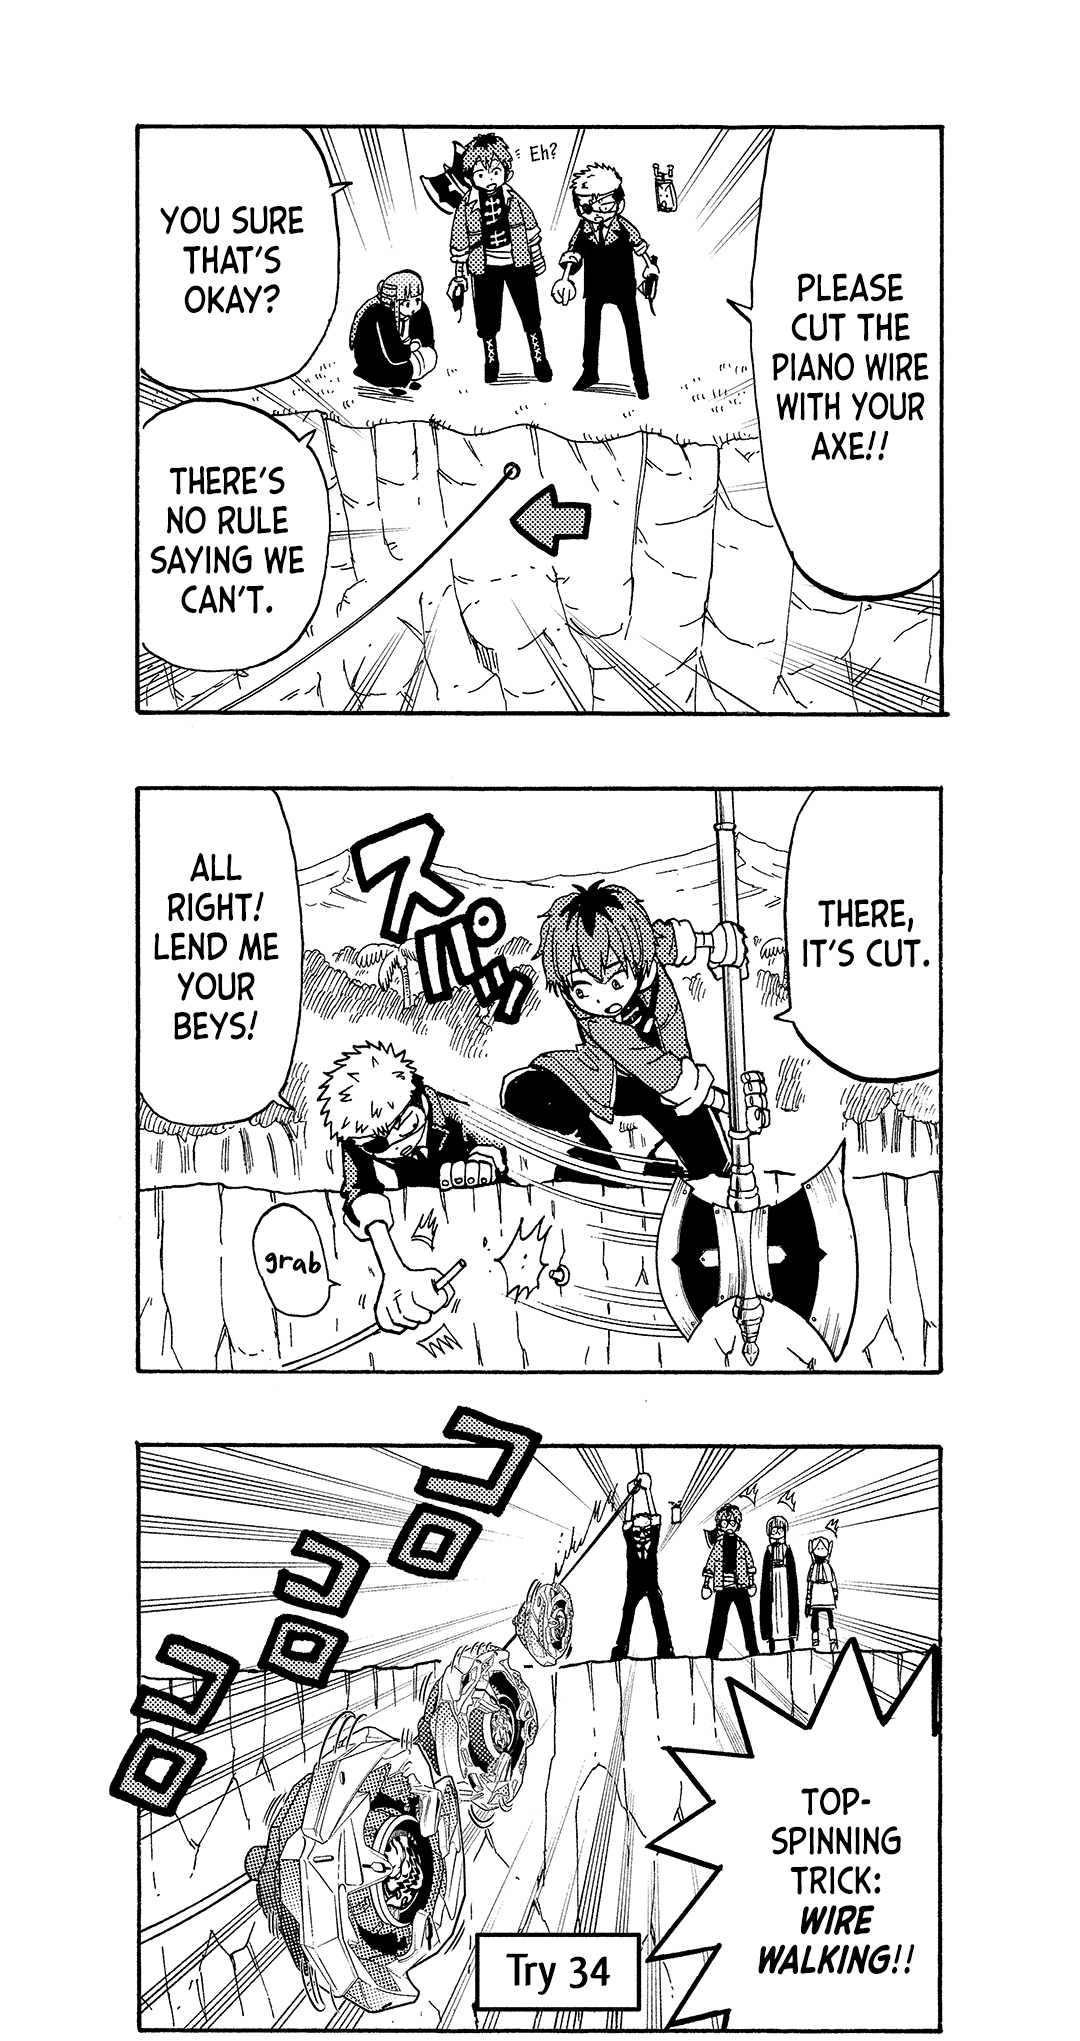 PLEASE
CUT THE
PIANO WIRE
WITH YOUR
AXE!!
Eh?
YOU SURE
THAT'S
OKAY?
THERE'S
NO RULE
SAYING WE
CAN'T.
THERE,
IT'S CUT.
ズパッ
ALL
RIGHT!
LEND ME
YOUR
BEYS!
grab
コロコロコロ
TOP-
SPINNING
TRICK:
WIRE
WALKING!!
Try 34